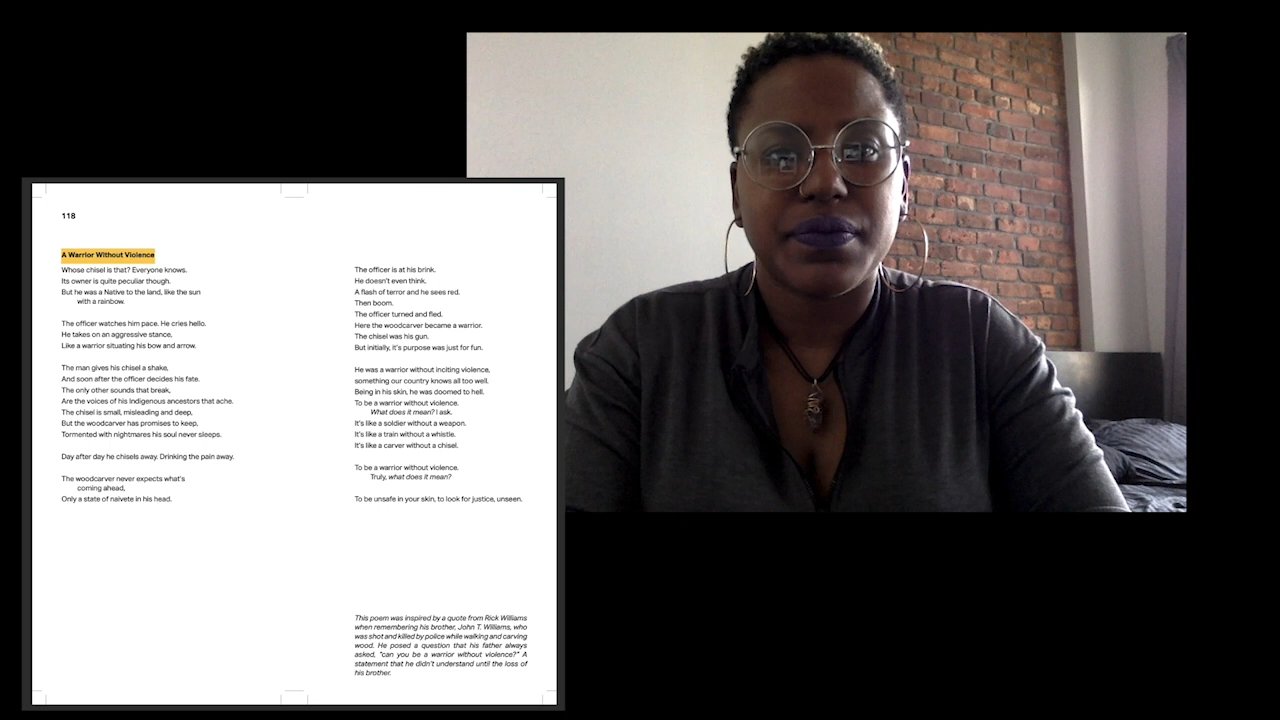 118
A Warrior Without Violence
Whose chisel is that? Everyone knows.
Its owner is quite peculiar though.
But he was a Native to the land, like the sun
with a rainbow.
The officer watches him pace. He cries hello.
He takes on an aggressive stance,
Like a warrior situating his bow and arrow.
The man gives his chisel a shake,
And soon after the officer decides his fate.
The only other sounds that break,
Are the voices of his Indigenous ancestors that ache.
The chisel is small, misleading and deep,
But the woodcarver has promises to keep,
Tormented with nightmares his soul never sleeps.
Day after day he chisels away. Drinking the pain away.
The woodcarver never expects what's
coming ahead,
Only a state of naivete in his head.
The officer is at his brink.
He doesn't even think.
A flash of terror and he sees red.
Then boom.
The officer turned and fled.
Here the woodcarver became a warrior.
The chisel was his gun.
But initially, it's purpose was just for fun.
He was a warrior without inciting violence,
something our country knows all too well.
Being in his skin, he was doomed to hell.
To be a warrior without violence.
What does it mean? I ask.
It's like a soldier without a weapon.
It's like a train without a whistle.
It's like a carver without a chisel.
To be a warrior without violence.
Truly, what does it mean?
To be unsafe in your skin, to look for justice, unseen.
This poem was inspired by a quote from Rick Williams
when remembering his brother, John T. Williams, who
was shot and killed by police while walking and carving
wood. He posed a question that his father always
asked, "can you be a warrior without violence?" A
statement that he didn't understand until the loss of
his brother.